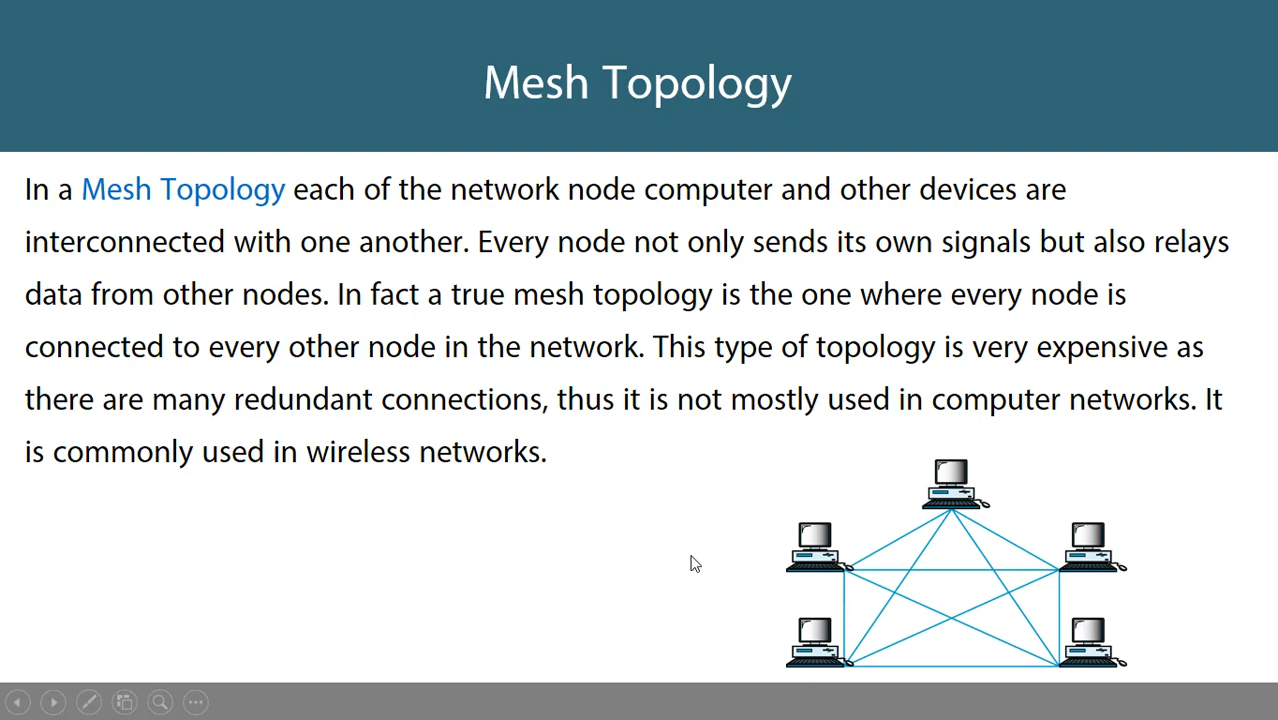 Mesh Topology
In a Mesh Topology each of the network node computer and other devices are
interconnected with one another. Every node not only sends its own signals but also relays
data from other nodes. In fact a true mesh topology is the one where every node is
connected to every other node in the network. This type of topology is very expensive as
there are many redundant connections, thus it is not mostly used in computer networks. It
is commonly used in wireless networks.